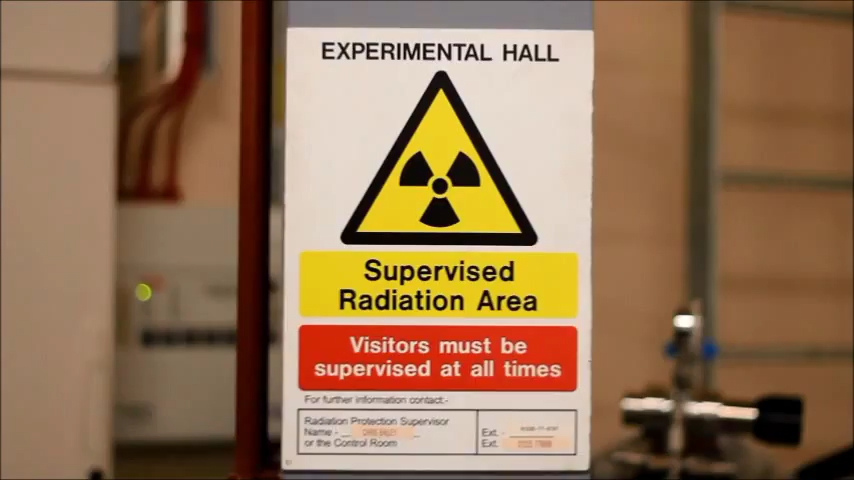 EXPERIMENTAL HALL
Supervised
Radiation Area
Visitors must be
supervised at all times
For further information contact:-
Radiation Protection Supervisor
Name -
or the Control Room
Ext. -
Ext.